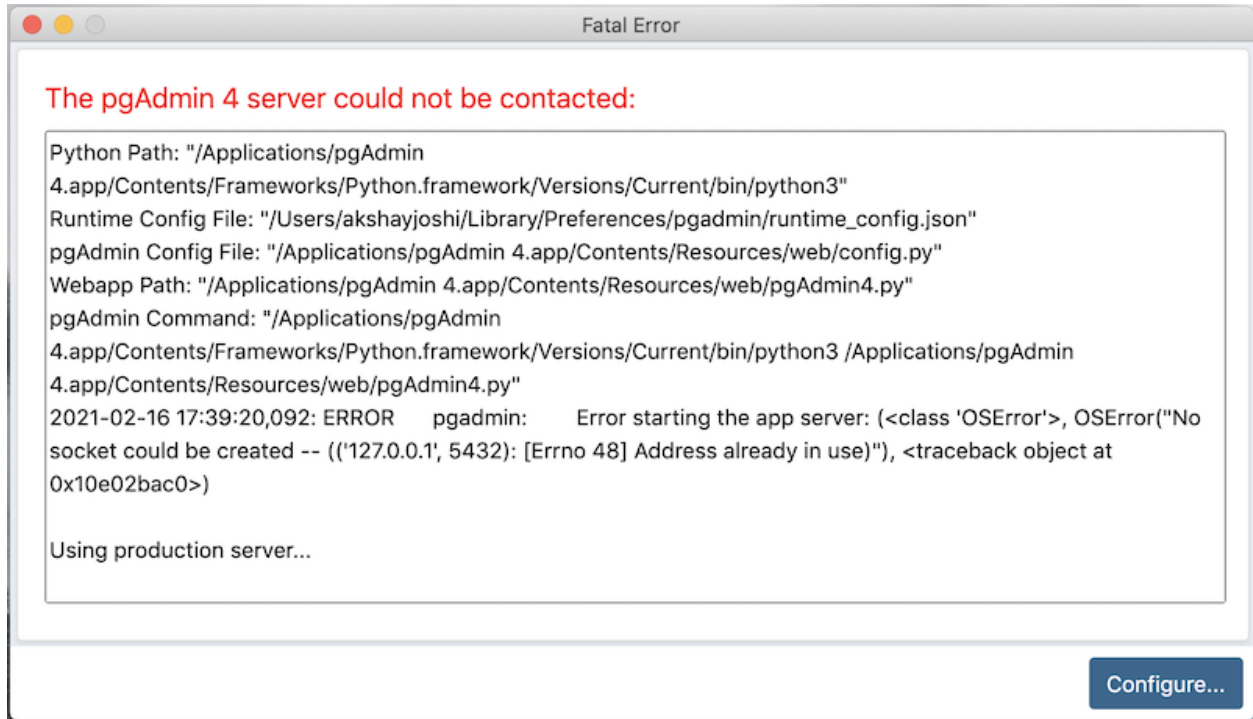 Fatal Error
The pgAdmin 4 server could not be contacted:
Python Path: "/Applications/pgAdmin
4.app/Contents/Frameworks/Python.framework/Versions/Current/bin/python3"
Runtime Config File: "/Users/akshayjoshi/Library/Preferences/pgadmin/runtime_config.json"
pgAdmin Config File: "/Applications/pgAdmin 4.app/Contents/Resources/web/config.py"
Webapp Path: "/Applications/pgAdmin 4.app/Contents/Resources/web/pgAdmin4.py"
pgAdmin Command: "/Applications/pgAdmin
4.app/Contents/Frameworks/Python.framework/Versions/Current/bin/python3 /Applications/pgAdmin
4.app/Contents/Resources/web/pgAdmin4.py"
2021-02-16 17:39:20,092: ERROR pgadmin: Error starting the app server: (<class 'OSError'>, OSError("No
socket could be created -- (('127.0.0.1', 5432): [Errno 48] Address already in use)"), <traceback object at
0x10e02bac0>)
Using production server...
Configure...